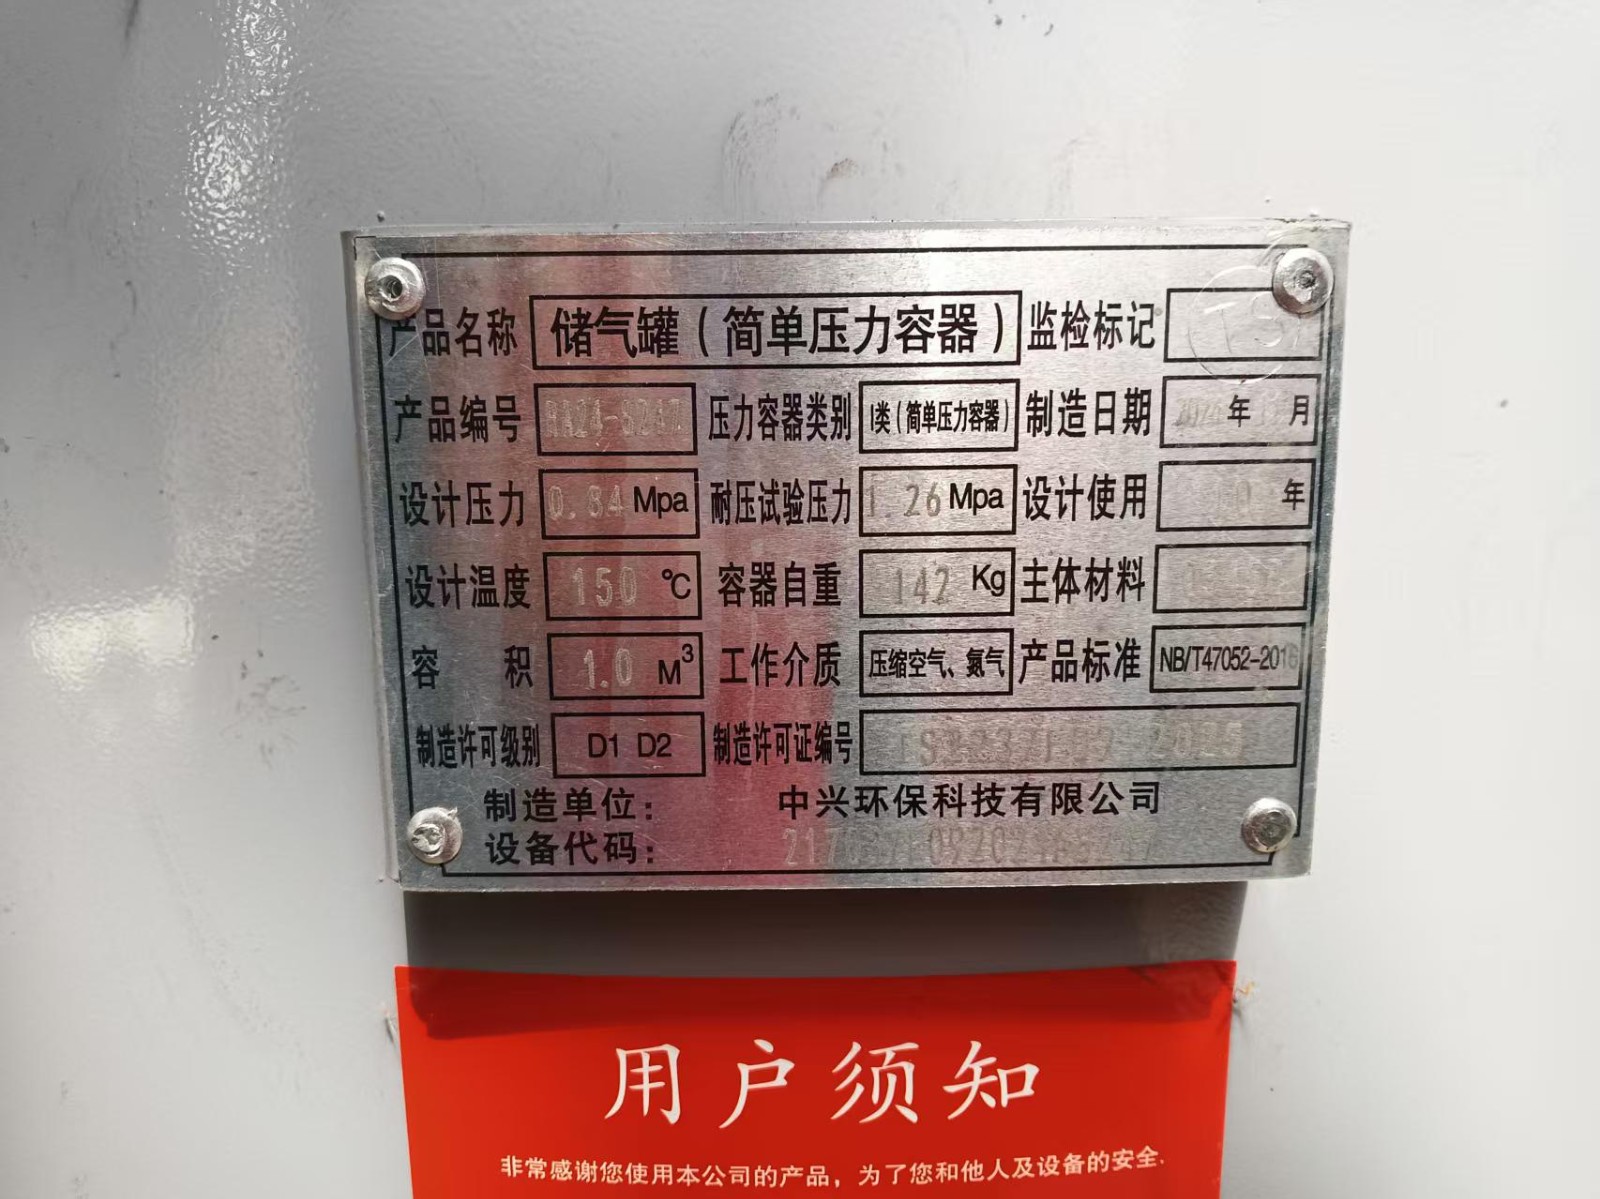 产品名称 储气罐(简单压力容器) 监检标记 TS
产品编号 压力容器类别 I类(简单压力容器) 制造日期 年 月
设计压力 0.84 Mpa 耐压试验压力 1.26 Mpa 设计使用 年
设计温度 150 ℃ 容器自重 142 Kg 主体材料
容 积 1.0 M³ 工作介质 压缩空气、氮气 产品标准 NB/T47052-2016
制造许可级别 D1 D2 制造许可证编号
制造单位: 中兴环保科技有限公司
设备代码:
用户须知
非常感谢您使用本公司的产品，为了您和他人及设备的安全.